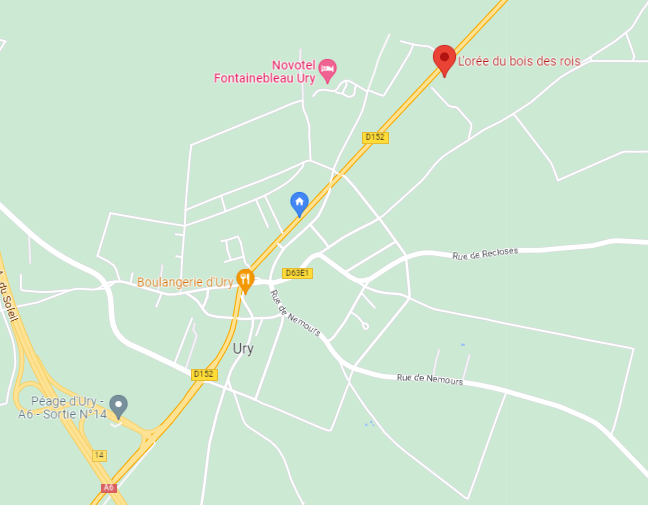 Novotel
Fontainebleau Ury
L'orée du bois des rois
D152
Rue de Recloses
D63E1
Boulangerie d'Ury
Rue de Nemours
A. du Soleil
Ury
D152
Rue de Nemours
Péage d'Ury -
A6 - Sortie N°14
14
A6